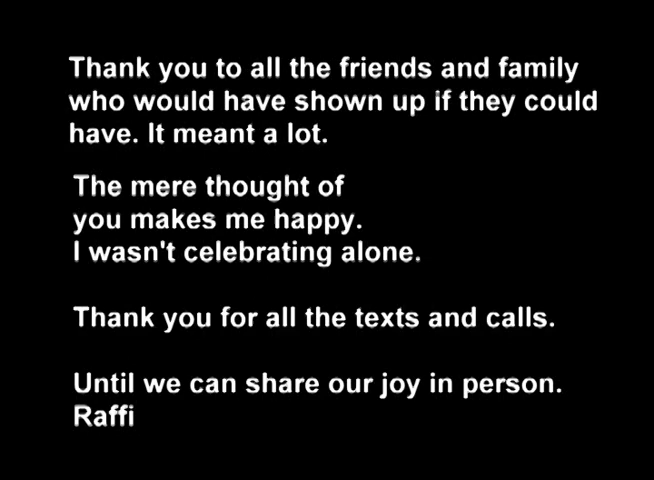 Thank you to all the friends and family
who would have shown up if they could
have. It meant a lot.
The mere thought of
you makes me happy.
I wasn't celebrating alone.
Thank you for all the texts and calls.
Until we can share our joy in person.
Raffi